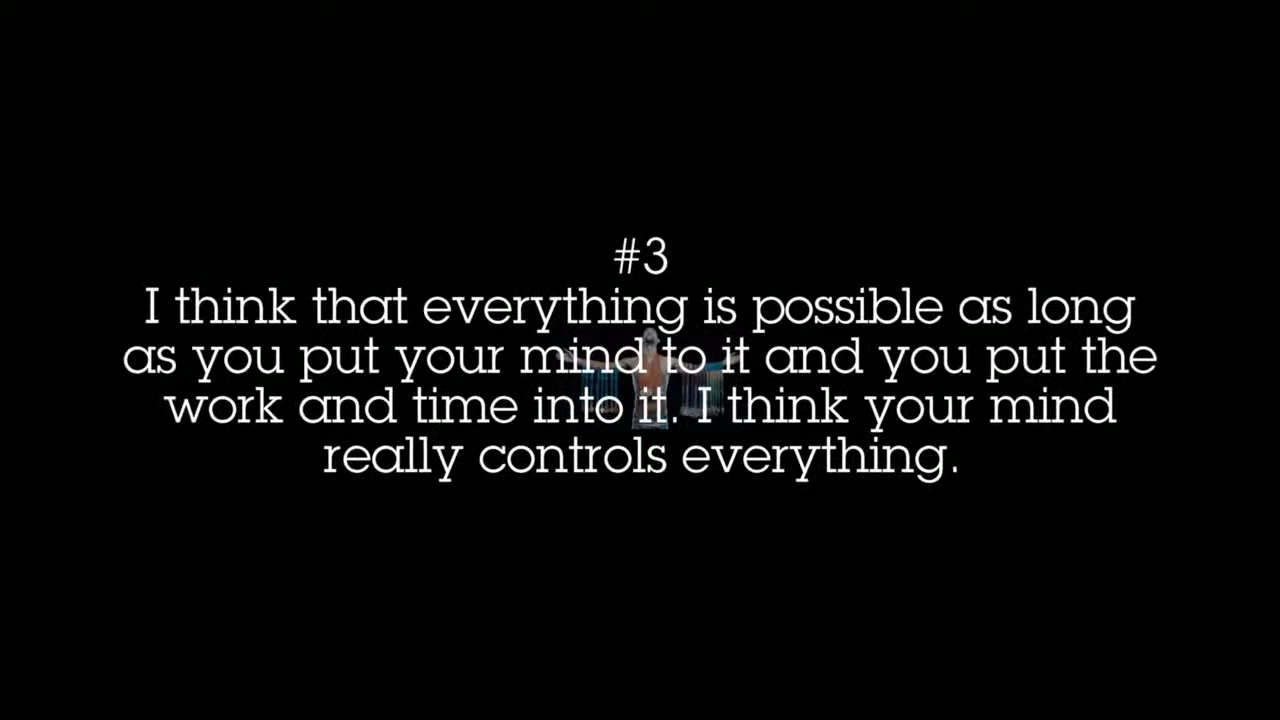 #3
I think that everything is possible as long
as you put your mind to it and you put the
work and time into it. I think your mind
really controls everything.